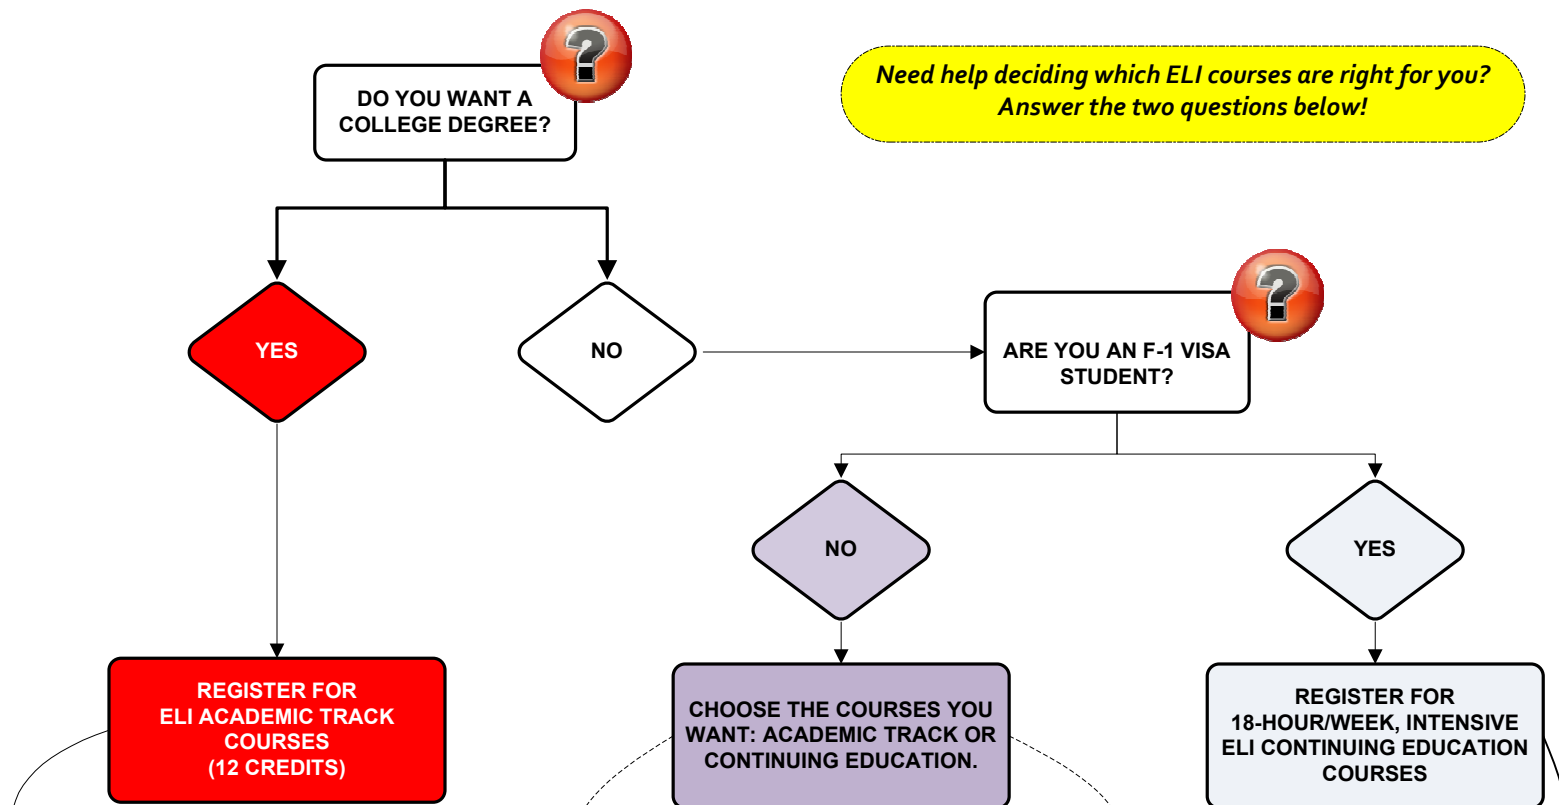 DO YOU WANT A
COLLEGE DEGREE?
Need help deciding which ELI courses are right for you?
Answer the two questions below!
YES
NO
ARE YOU AN F-1 VISA
STUDENT?
NO
YES
REGISTER FOR
ELI ACADEMIC TRACK
COURSES
(12 CREDITS)
CHOOSE THE COURSES YOU
WANT: ACADEMIC TRACK OR
CONTINUING EDUCATION.
REGISTER FOR
18-HOUR/WEEK, INTENSIVE
ELI CONTINUING EDUCATION
COURSES